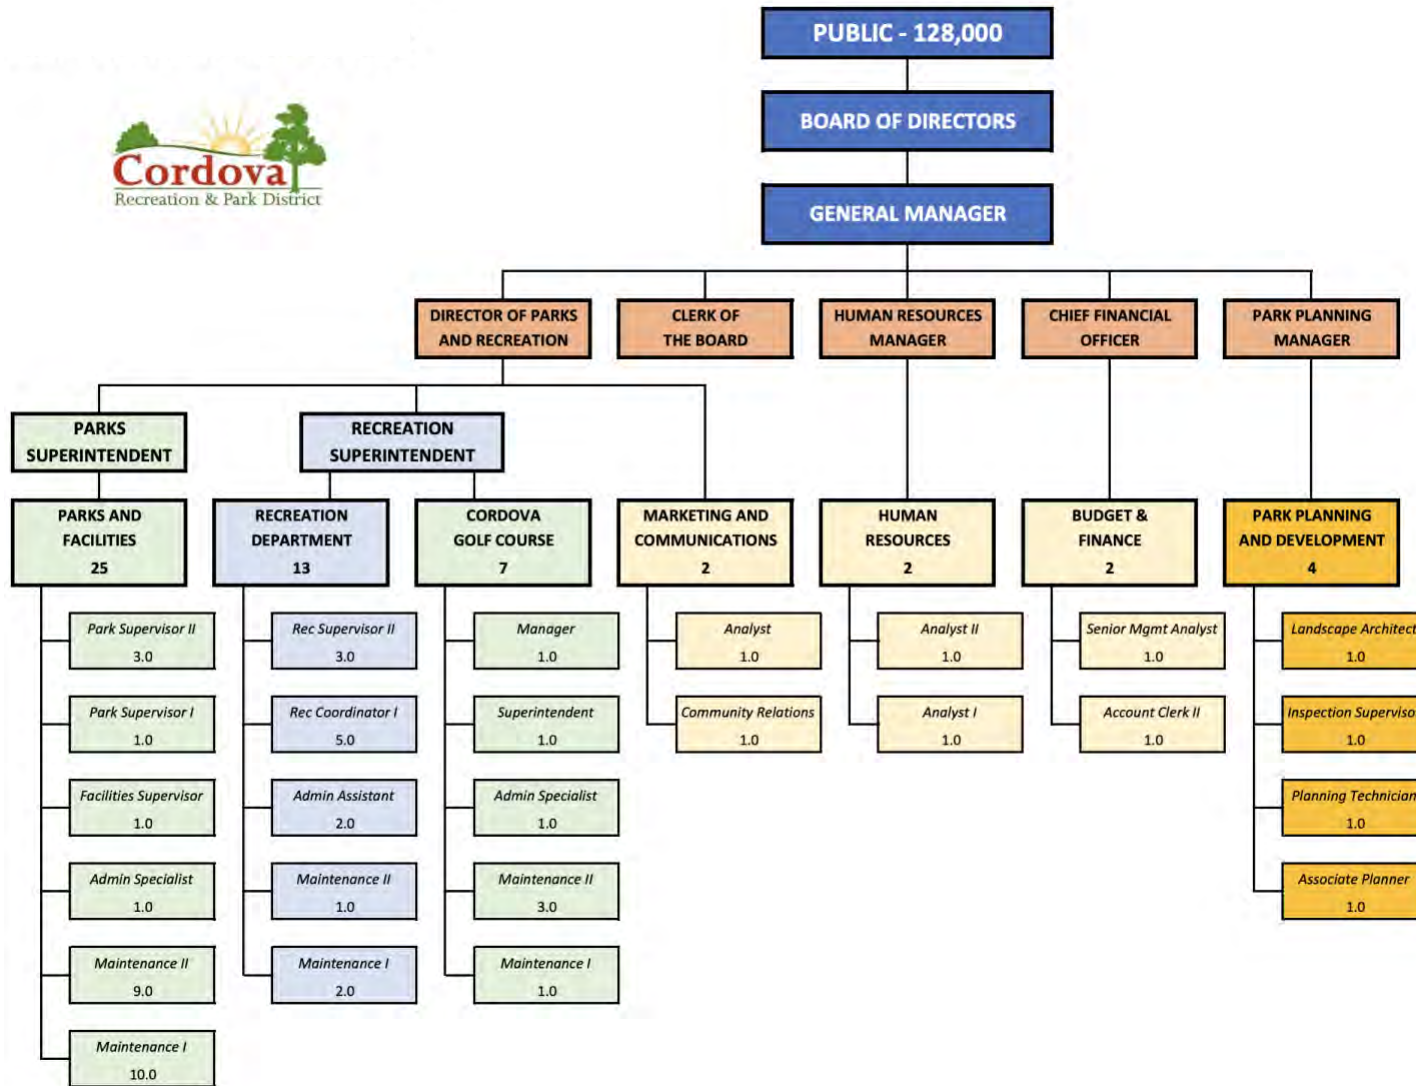 PUBLIC - 128,000
BOARD OF DIRECTORS
Cordova
Recreation & Park District
GENERAL MANAGER
DIRECTOR OF PARKS
AND RECREATION
CLERK OF
THE BOARD
HUMAN RESOURCES
MANAGER
CHIEF FINANCIAL
OFFICER
PARK PLANNING
MANAGER
PARKS
SUPERINTENDENT
RECREATION
SUPERINTENDENT
PARKS AND
FACILITIES
25
RECREATION
DEPARTMENT
13
CORDOVA
GOLF COURSE
7
MARKETING AND
COMMUNICATIONS
2
HUMAN
RESOURCES
2
BUDGET &
FINANCE
2
PARK PLANNING
AND DEVELOPMENT
4
Park Supervisor II
3.0
Rec Supervisor II
3.0
Manager
1.0
Analyst
1.0
Analyst II
1.0
Senior Mgmt Analyst
1.0
Landscape Architect
1.0
Park Supervisor I
1.0
Rec Coordinator I
5.0
Superintendent
1.0
Community Relations
1.0
Analyst I
1.0
Account Clerk II
1.0
Inspection Supervisor
1.0
Facilities Supervisor
1.0
Admin Assistant
2.0
Admin Specialist
1.0
Planning Technician
1.0
Admin Specialist
1.0
Maintenance II
1.0
Maintenance II
3.0
Associate Planner
1.0
Maintenance II
9.0
Maintenance I
2.0
Maintenance I
1.0
Maintenance I
10.0